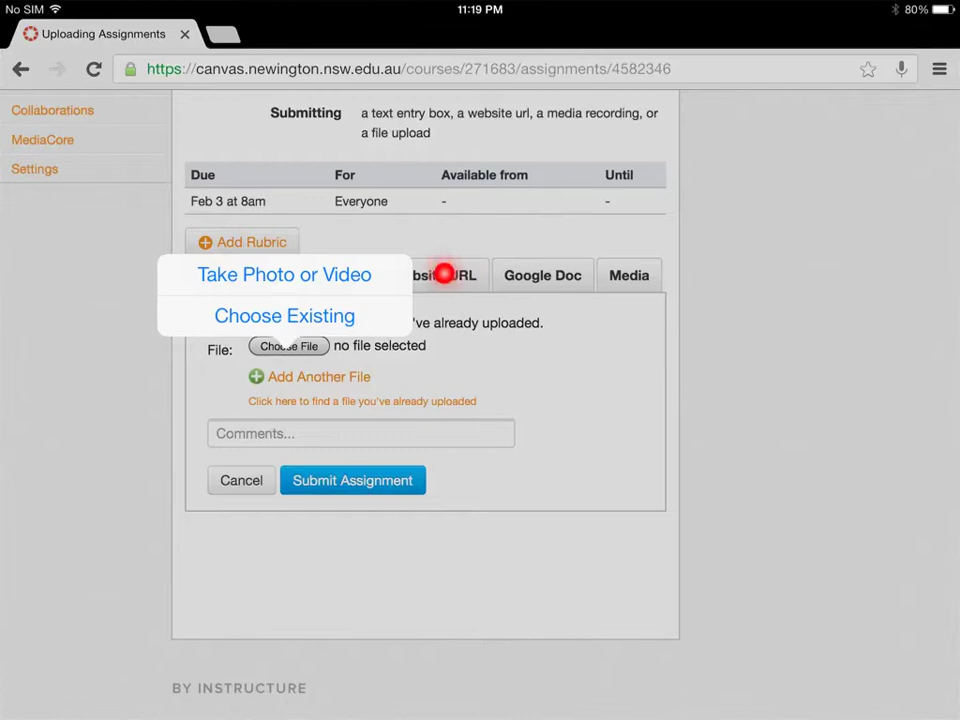 No SIM 11:19 PM 80%
Uploading Assignments
https://canvas.newington.nsw.edu.au/courses/271683/assignments/4582346
Collaborations
MediaCore
Settings
Submitting a text entry box, a website url, a media recording, or
a file upload
Due For Available from Until
Feb 3 at 8am Everyone - -
Add Rubric
Take Photo or Video
Choose Existing
Google Doc Media
already uploaded.
File: Choose File no file selected
Add Another File
Click here to find a file you've already uploaded
Comments...
Cancel Submit Assignment
BY INSTRUCTURE